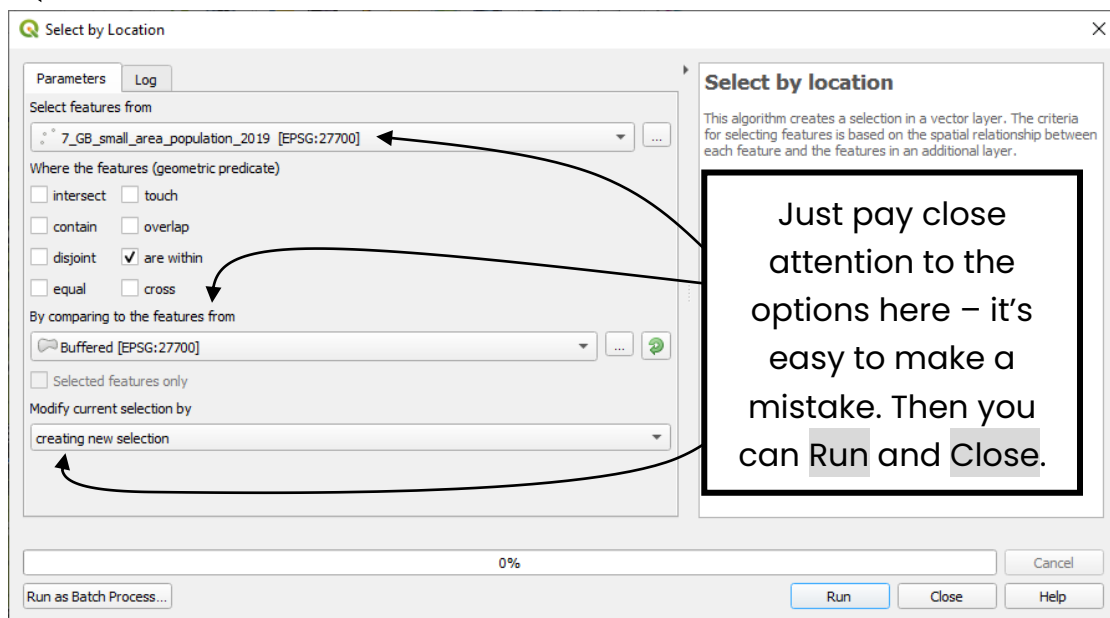 Select by Location
Parameters Log
Select features from
7_GB_small_area_population_2019 [EPSG:27700]
...
Where the features (geometric predicate)
intersect touch
contain overlap
disjoint are within
equal cross
By comparing to the features from
Buffered [EPSG:27700]
...
Selected features only
Modify current selection by
creating new selection
Select by location
This algorithm creates a selection in a vector layer. The criteria
for selecting features is based on the spatial relationship between
each feature and the features in an additional layer.
Just pay close
attention to the
options here – it’s
easy to make a
mistake. Then you
can Run and Close.
0%
Cancel
Run as Batch Process...
Run Close Help